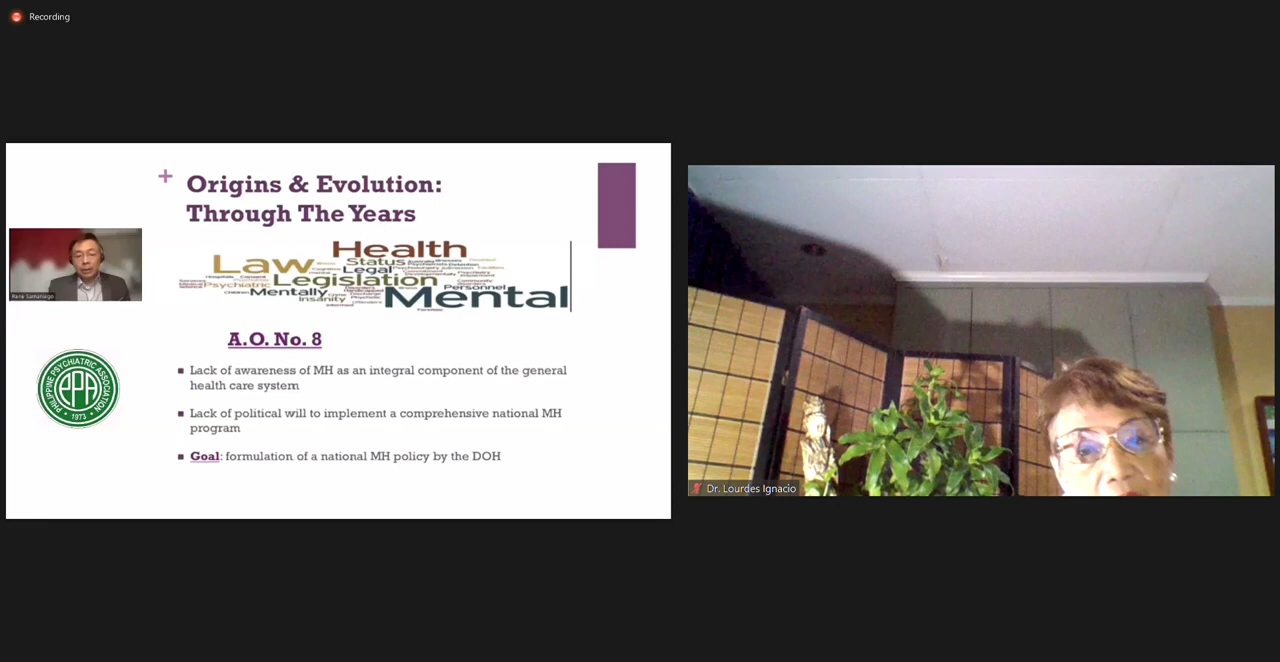 Recording
Origins & Evolution:
Through The Years
Health
Law
Status
Legal
Legislation
Psychiatric
Mentally
Personnel
Insanity
Mental
A.O. No. 8
Lack of awareness of MH as an integral component of the general
health care system
Lack of political will to implement a comprehensive national MH
program
Goal: formulation of a national MH policy by the DOH
PHILIPPINE PSYCHIATRIC ASSOCIATION
PPA
1973
Dr. Lourdes Ignacio